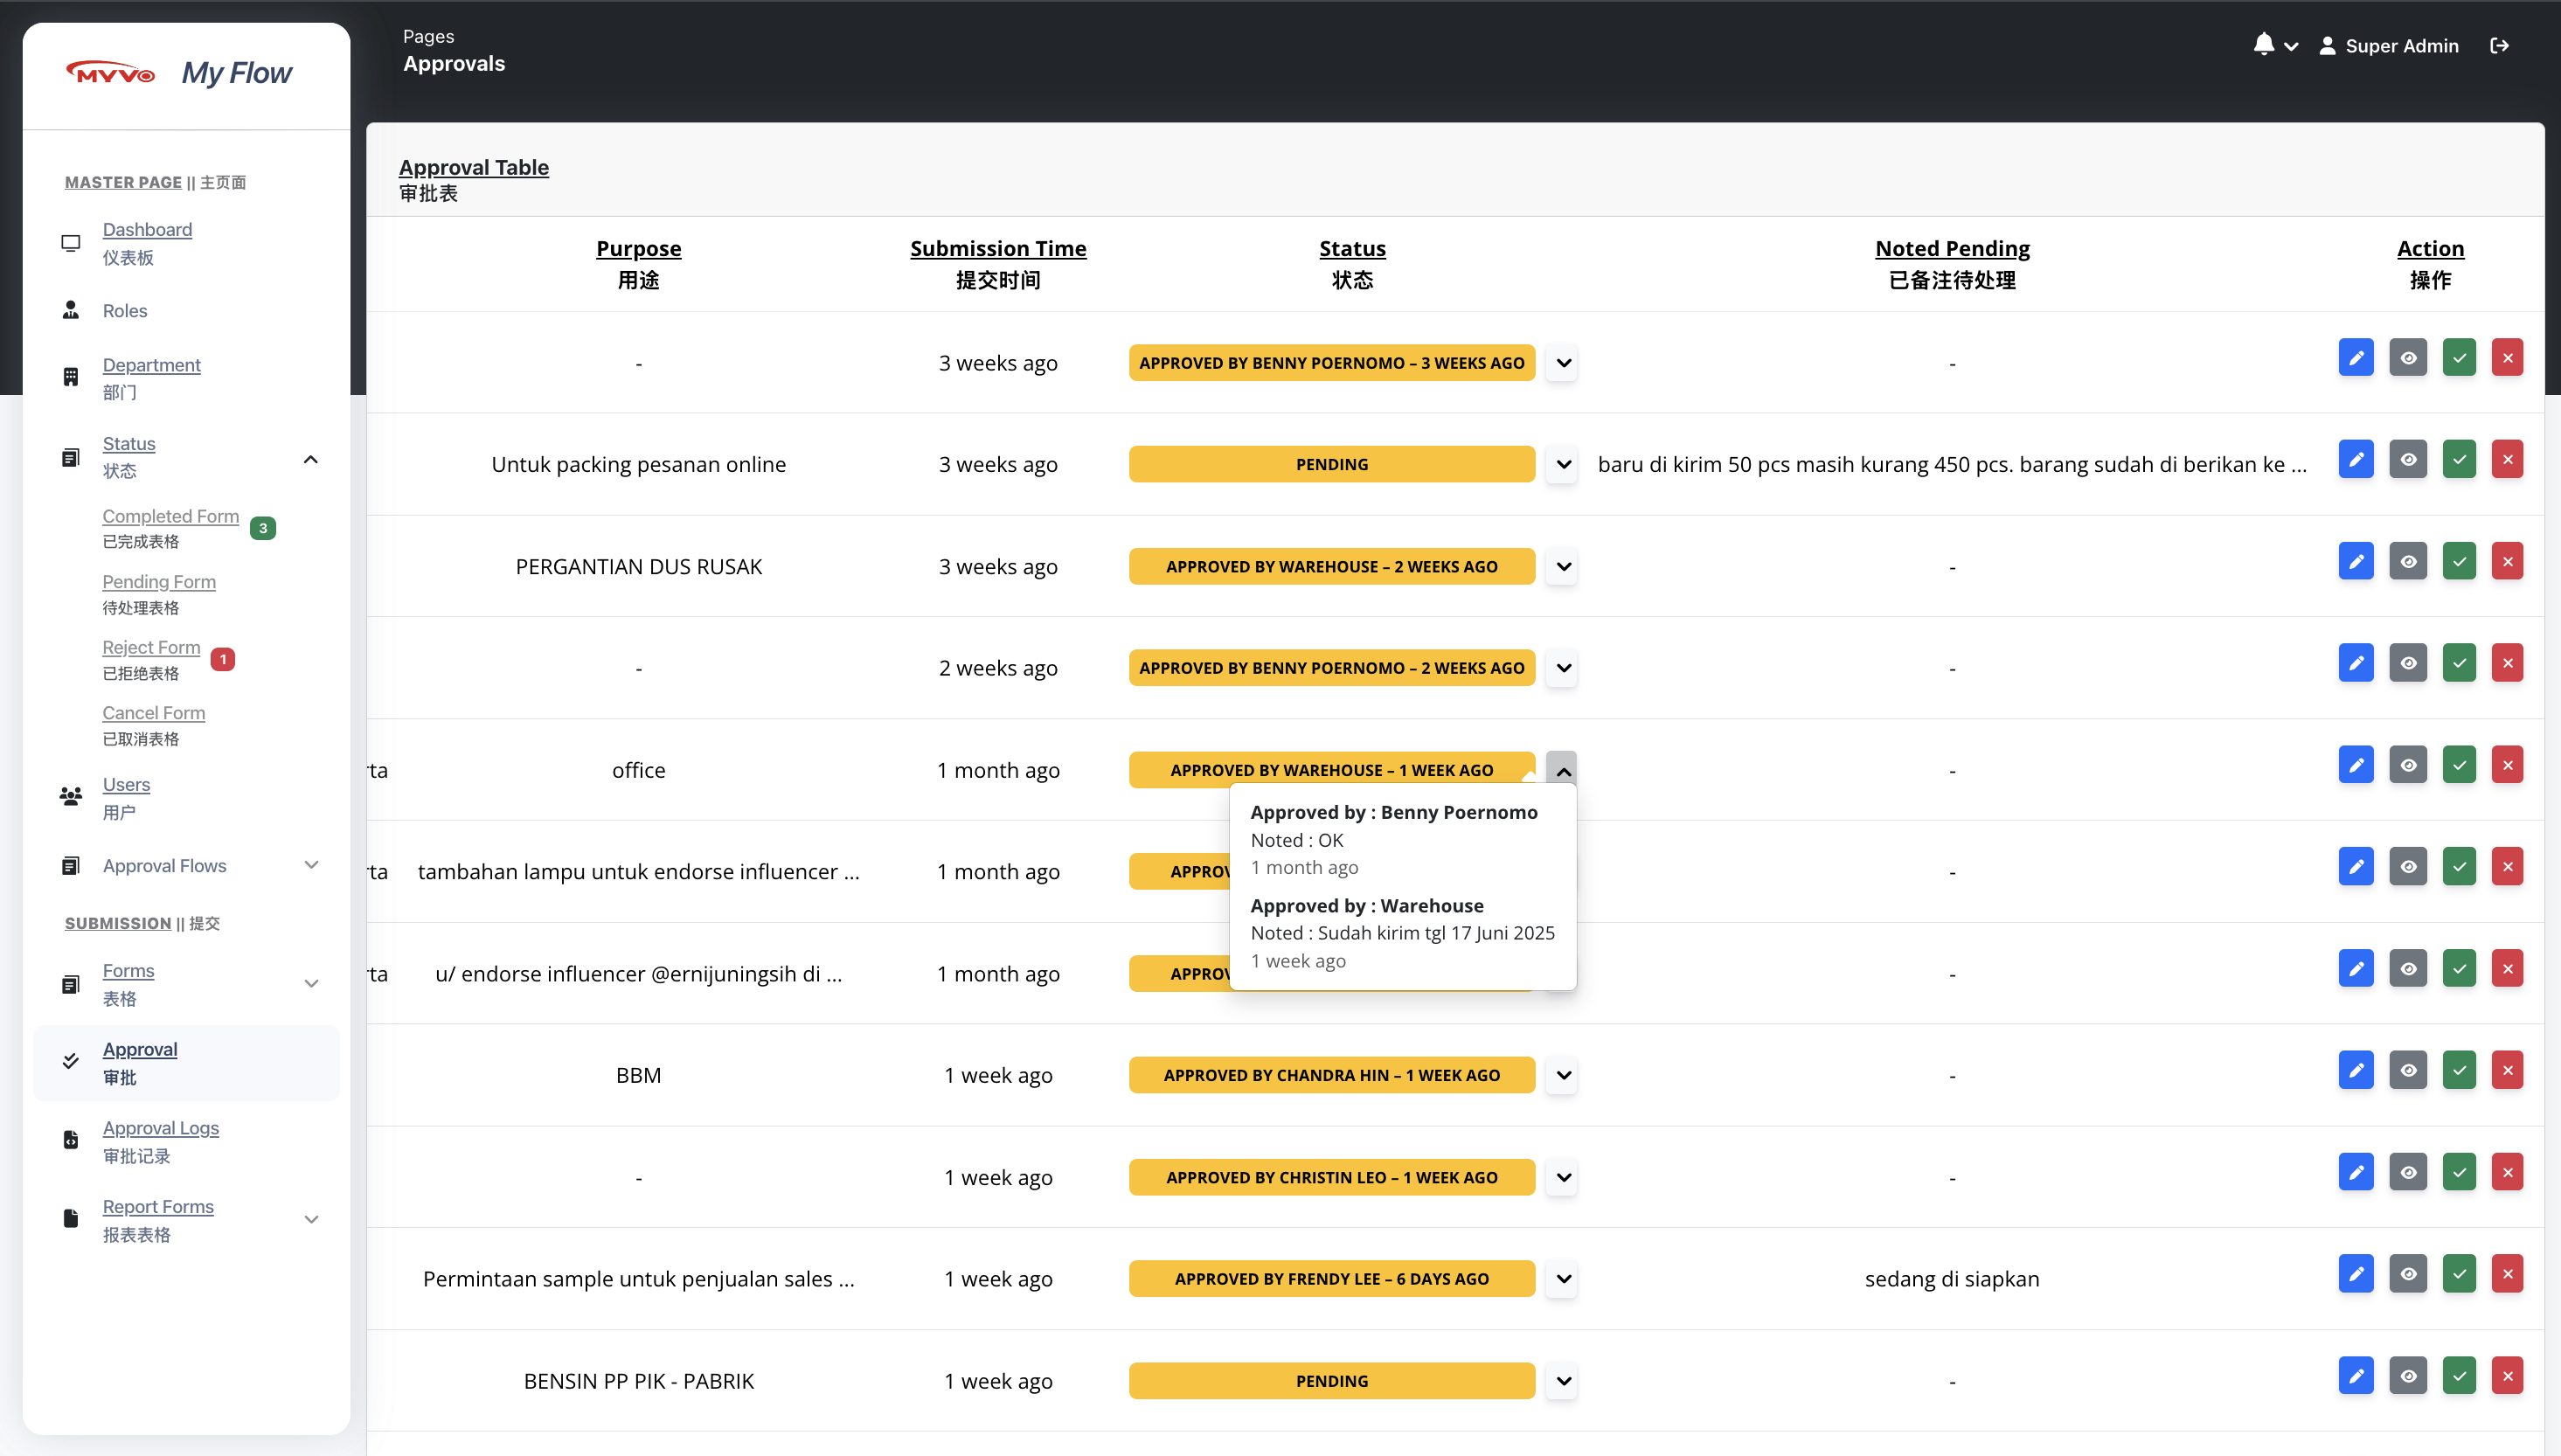 MYVO My Flow
Pages
Approvals
Super Admin
MASTER PAGE || 主页面
Dashboard
仪表板
Roles
Department
部门
Status
状态
Completed Form
已完成表格
3
Pending Form
待处理表格
Reject Form
已拒绝表格
1
Cancel Form
已取消表格
Users
用户
Approval Flows
SUBMISSION || 提交
Forms
表格
Approval
审批
Approval Logs
审批记录
Report Forms
报表表格
Approval Table
审批表
Purpose Submission Time Status Noted Pending Action
用途 提交时间 状态 已备注待处理 操作
- 3 weeks ago APPROVED BY BENNY POERNOMO – 3 WEEKS AGO -
Untuk packing pesanan online 3 weeks ago PENDING baru di kirim 50 pcs masih kurang 450 pcs. barang sudah di berikan ke ...
PERGANTIAN DUS RUSAK 3 weeks ago APPROVED BY WAREHOUSE – 2 WEEKS AGO -
- 2 weeks ago APPROVED BY BENNY POERNOMO – 2 WEEKS AGO -
rta office 1 month ago APPROVED BY WAREHOUSE – 1 WEEK AGO -
Approved by : Benny Poernomo
Noted : OK
1 month ago
Approved by : Warehouse
Noted : Sudah kirim tgl 17 Juni 2025
1 week ago
rta tambahan lampu untuk endorse influencer ... 1 month ago APPROV -
rta u/ endorse influencer @ernijuningsih di ... 1 month ago APPROV -
BBM 1 week ago APPROVED BY CHANDRA HIN – 1 WEEK AGO -
- 1 week ago APPROVED BY CHRISTIN LEO – 1 WEEK AGO -
Permintaan sample untuk penjualan sales ... 1 week ago APPROVED BY FRENDY LEE – 6 DAYS AGO sedang di siapkan
BENSIN PP PIK - PABRIK 1 week ago PENDING -